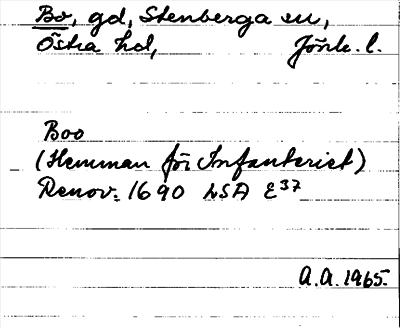 Bo, gd, Stenberga sn,
Östra hd, Jönk. l.
Boo
(Hemman för Infanteriet)
Renov. 1690 LSA E37
A.A. 1965.